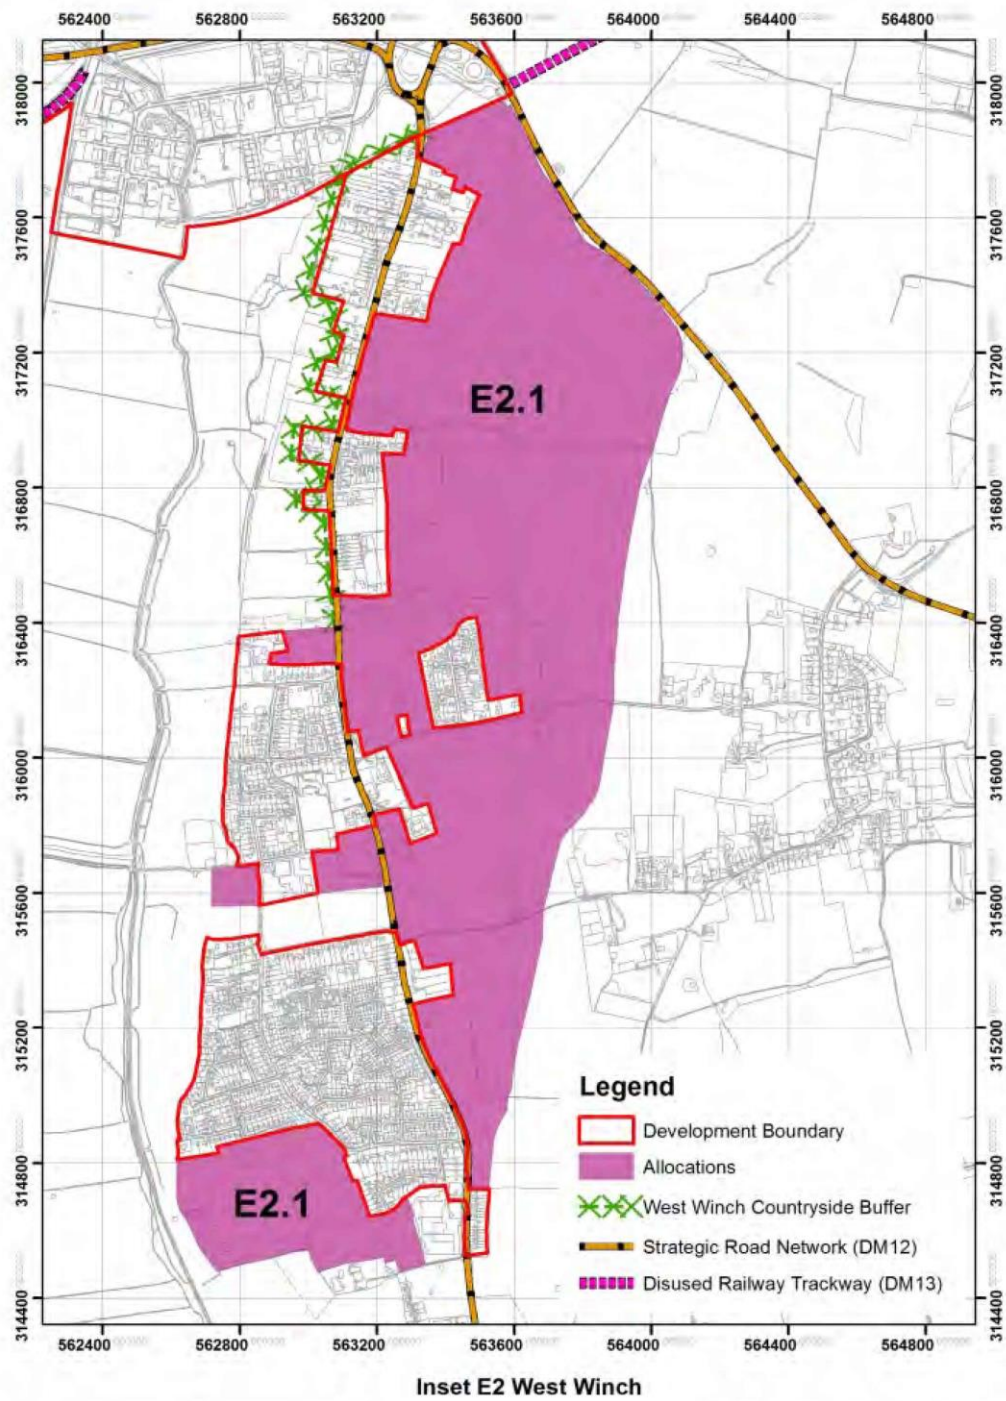 562400 562800 563200 563600 564000 564400 564800
318000 318000
317600 317600
317200 317200
E2.1
316800 316800
316400 316400
316000 316000
315600 315600
315200 315200
Legend
Development Boundary
Allocations
314800 314800
E2.1
West Winch Countryside Buffer
Strategic Road Network (DM12)
Disused Railway Trackway (DM13)
314400 314400
562400 562800 563200 563600 564000 564400 564800
Inset E2 West Winch